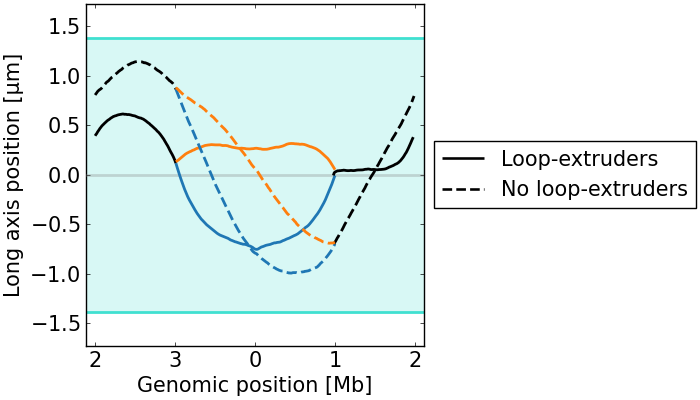 1.5
1.0
0.5
0.0
−0.5
−1.0
−1.5
Long axis position [µm]
2 3 0 1 2
Genomic position [Mb]
Loop-extruders
No loop-extruders